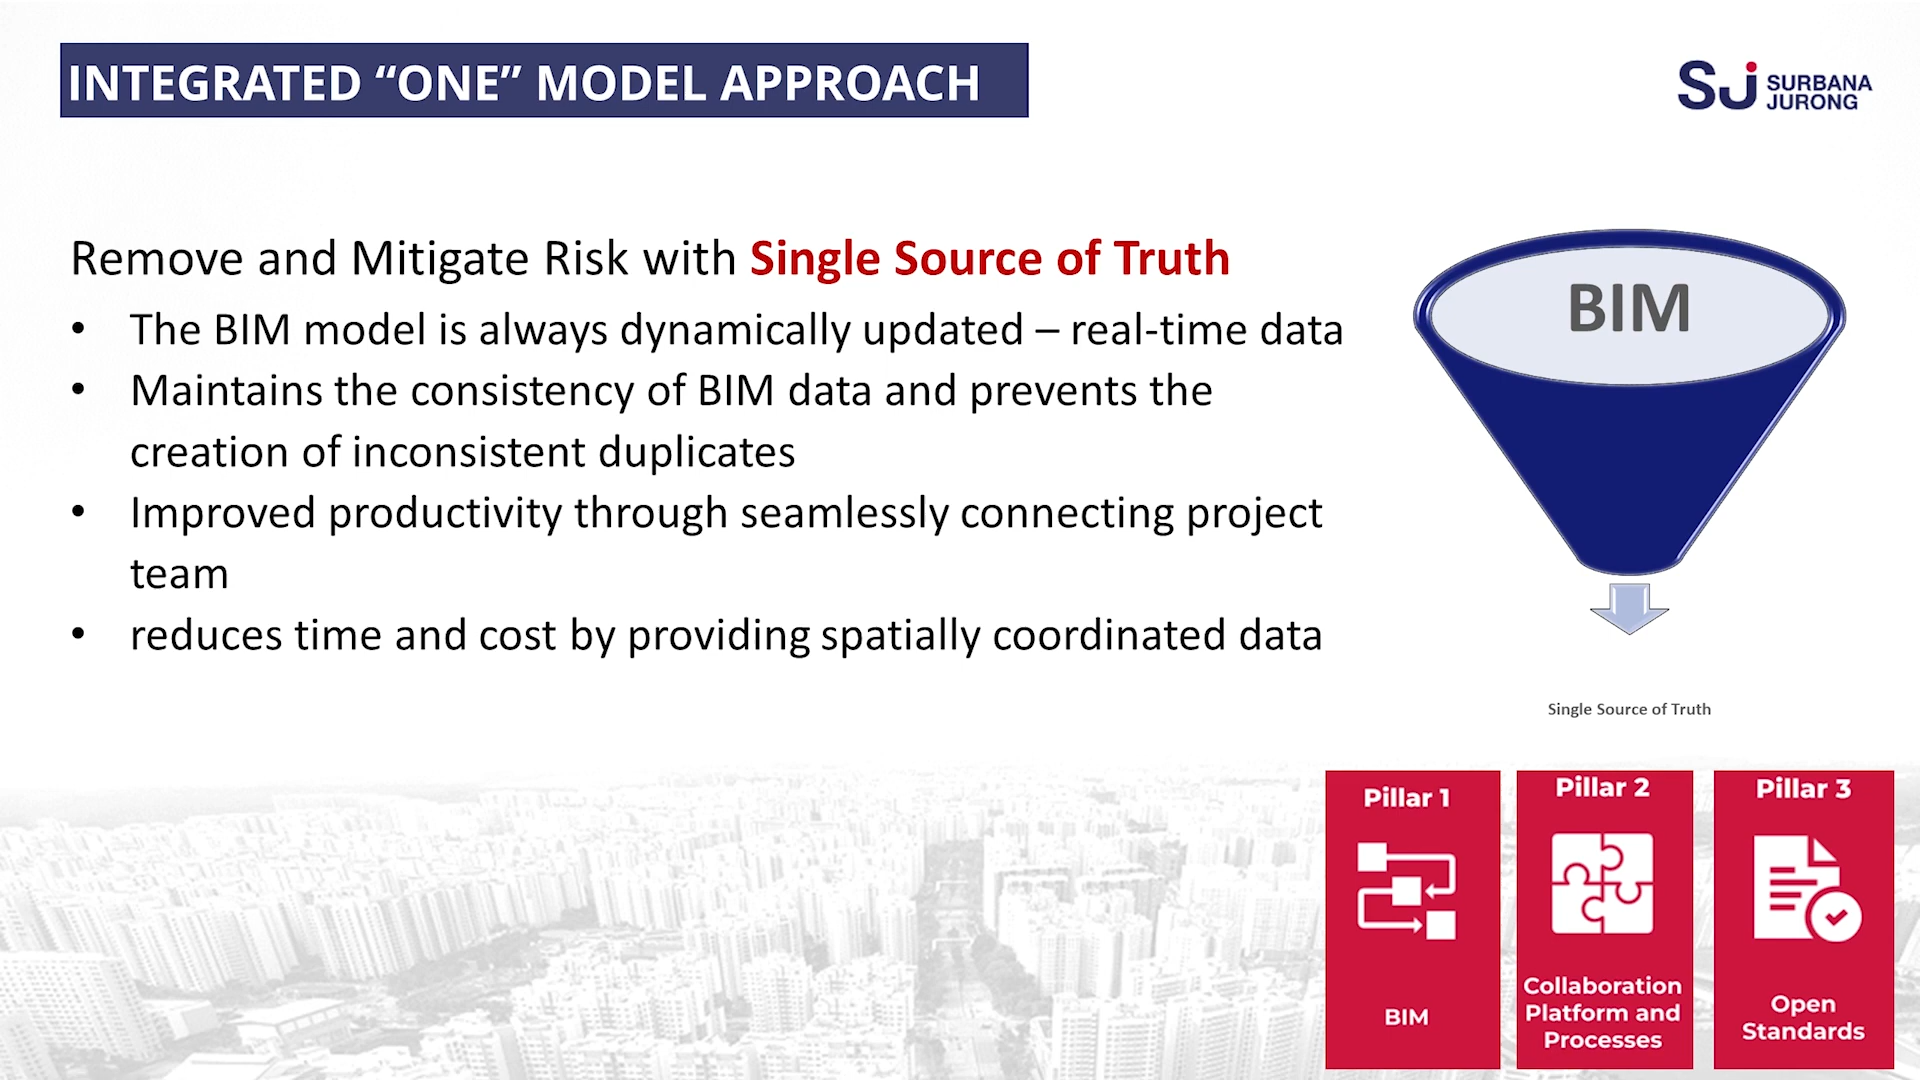 INTEGRATED “ONE” MODEL APPROACH
SJ SURBANA
JURONG
Remove and Mitigate Risk with Single Source of Truth
• The BIM model is always dynamically updated – real-time data
• Maintains the consistency of BIM data and prevents the
creation of inconsistent duplicates
• Improved productivity through seamlessly connecting project
team
• reduces time and cost by providing spatially coordinated data
BIM
Single Source of Truth
Pillar 1
BIM
Pillar 2
Collaboration
Platform and
Processes
Pillar 3
Open
Standards